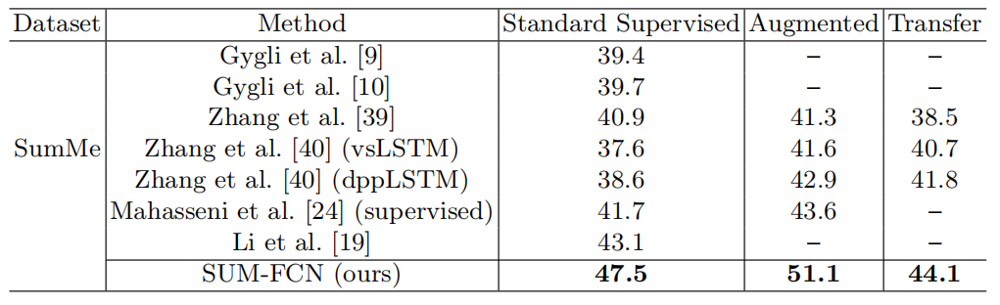 Dataset Method Standard Supervised Augmented Transfer
Gygli et al. [9] 39.4 – –
Gygli et al. [10] 39.7 – –
Zhang et al. [39] 40.9 41.3 38.5
SumMe Zhang et al. [40] (vsLSTM) 37.6 41.6 40.7
Zhang et al. [40] (dppLSTM) 38.6 42.9 41.8
Mahasseni et al. [24] (supervised) 41.7 43.6 –
Li et al. [19] 43.1 – –
SUM-FCN (ours) 47.5 51.1 44.1